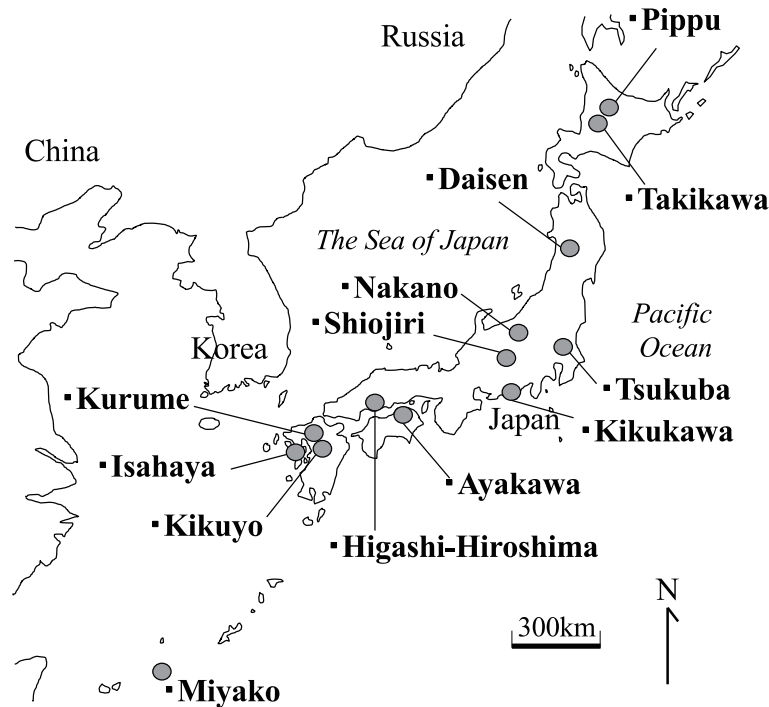 ▪Pippu
Russia
China
▪Daisen
▪Takikawa
The Sea of Japan
▪Nakano
▪Shiojiri
Pacific
Ocean
Korea
▪Tsukuba
▪Kurume
Japan
▪Kikukawa
▪Isahaya
▪Ayakawa
▪Kikuyo
▪Higashi-Hiroshima
N
300km
▪Miyako